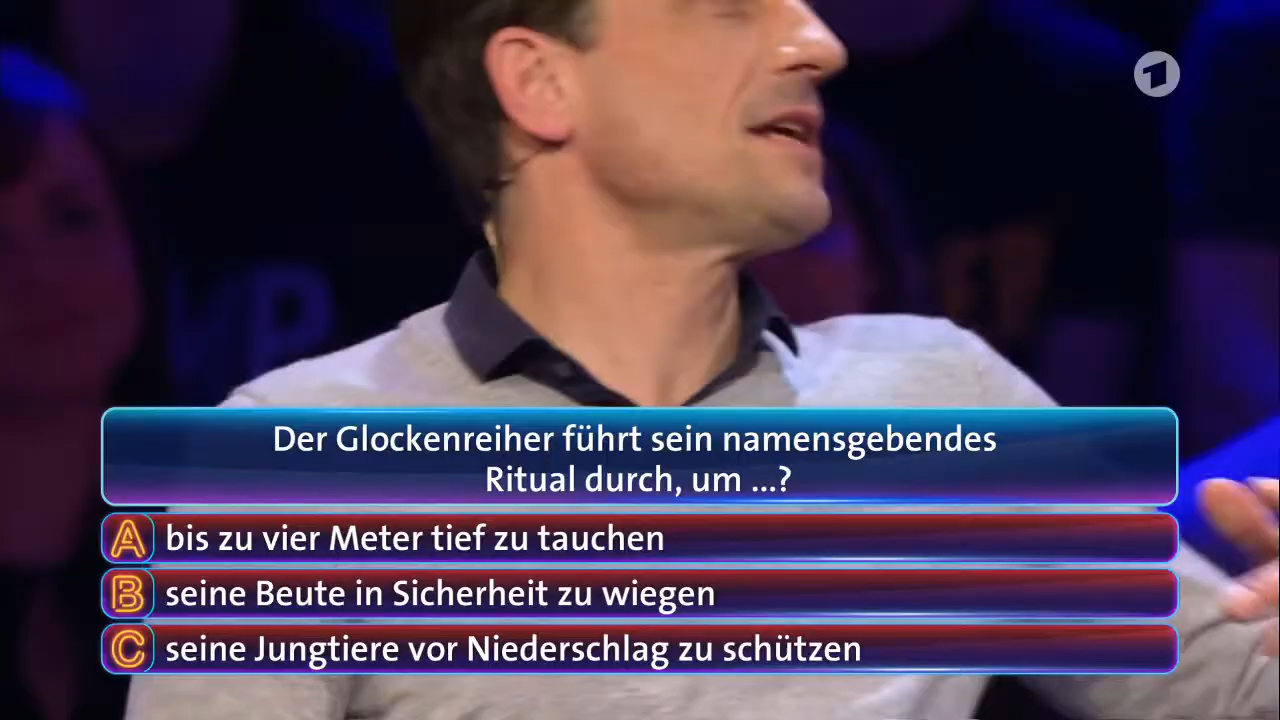 Der Glockenreiher führt sein namensgebendes
Ritual durch, um ...?
A bis zu vier Meter tief zu tauchen
B seine Beute in Sicherheit zu wiegen
C seine Jungtiere vor Niederschlag zu schützen